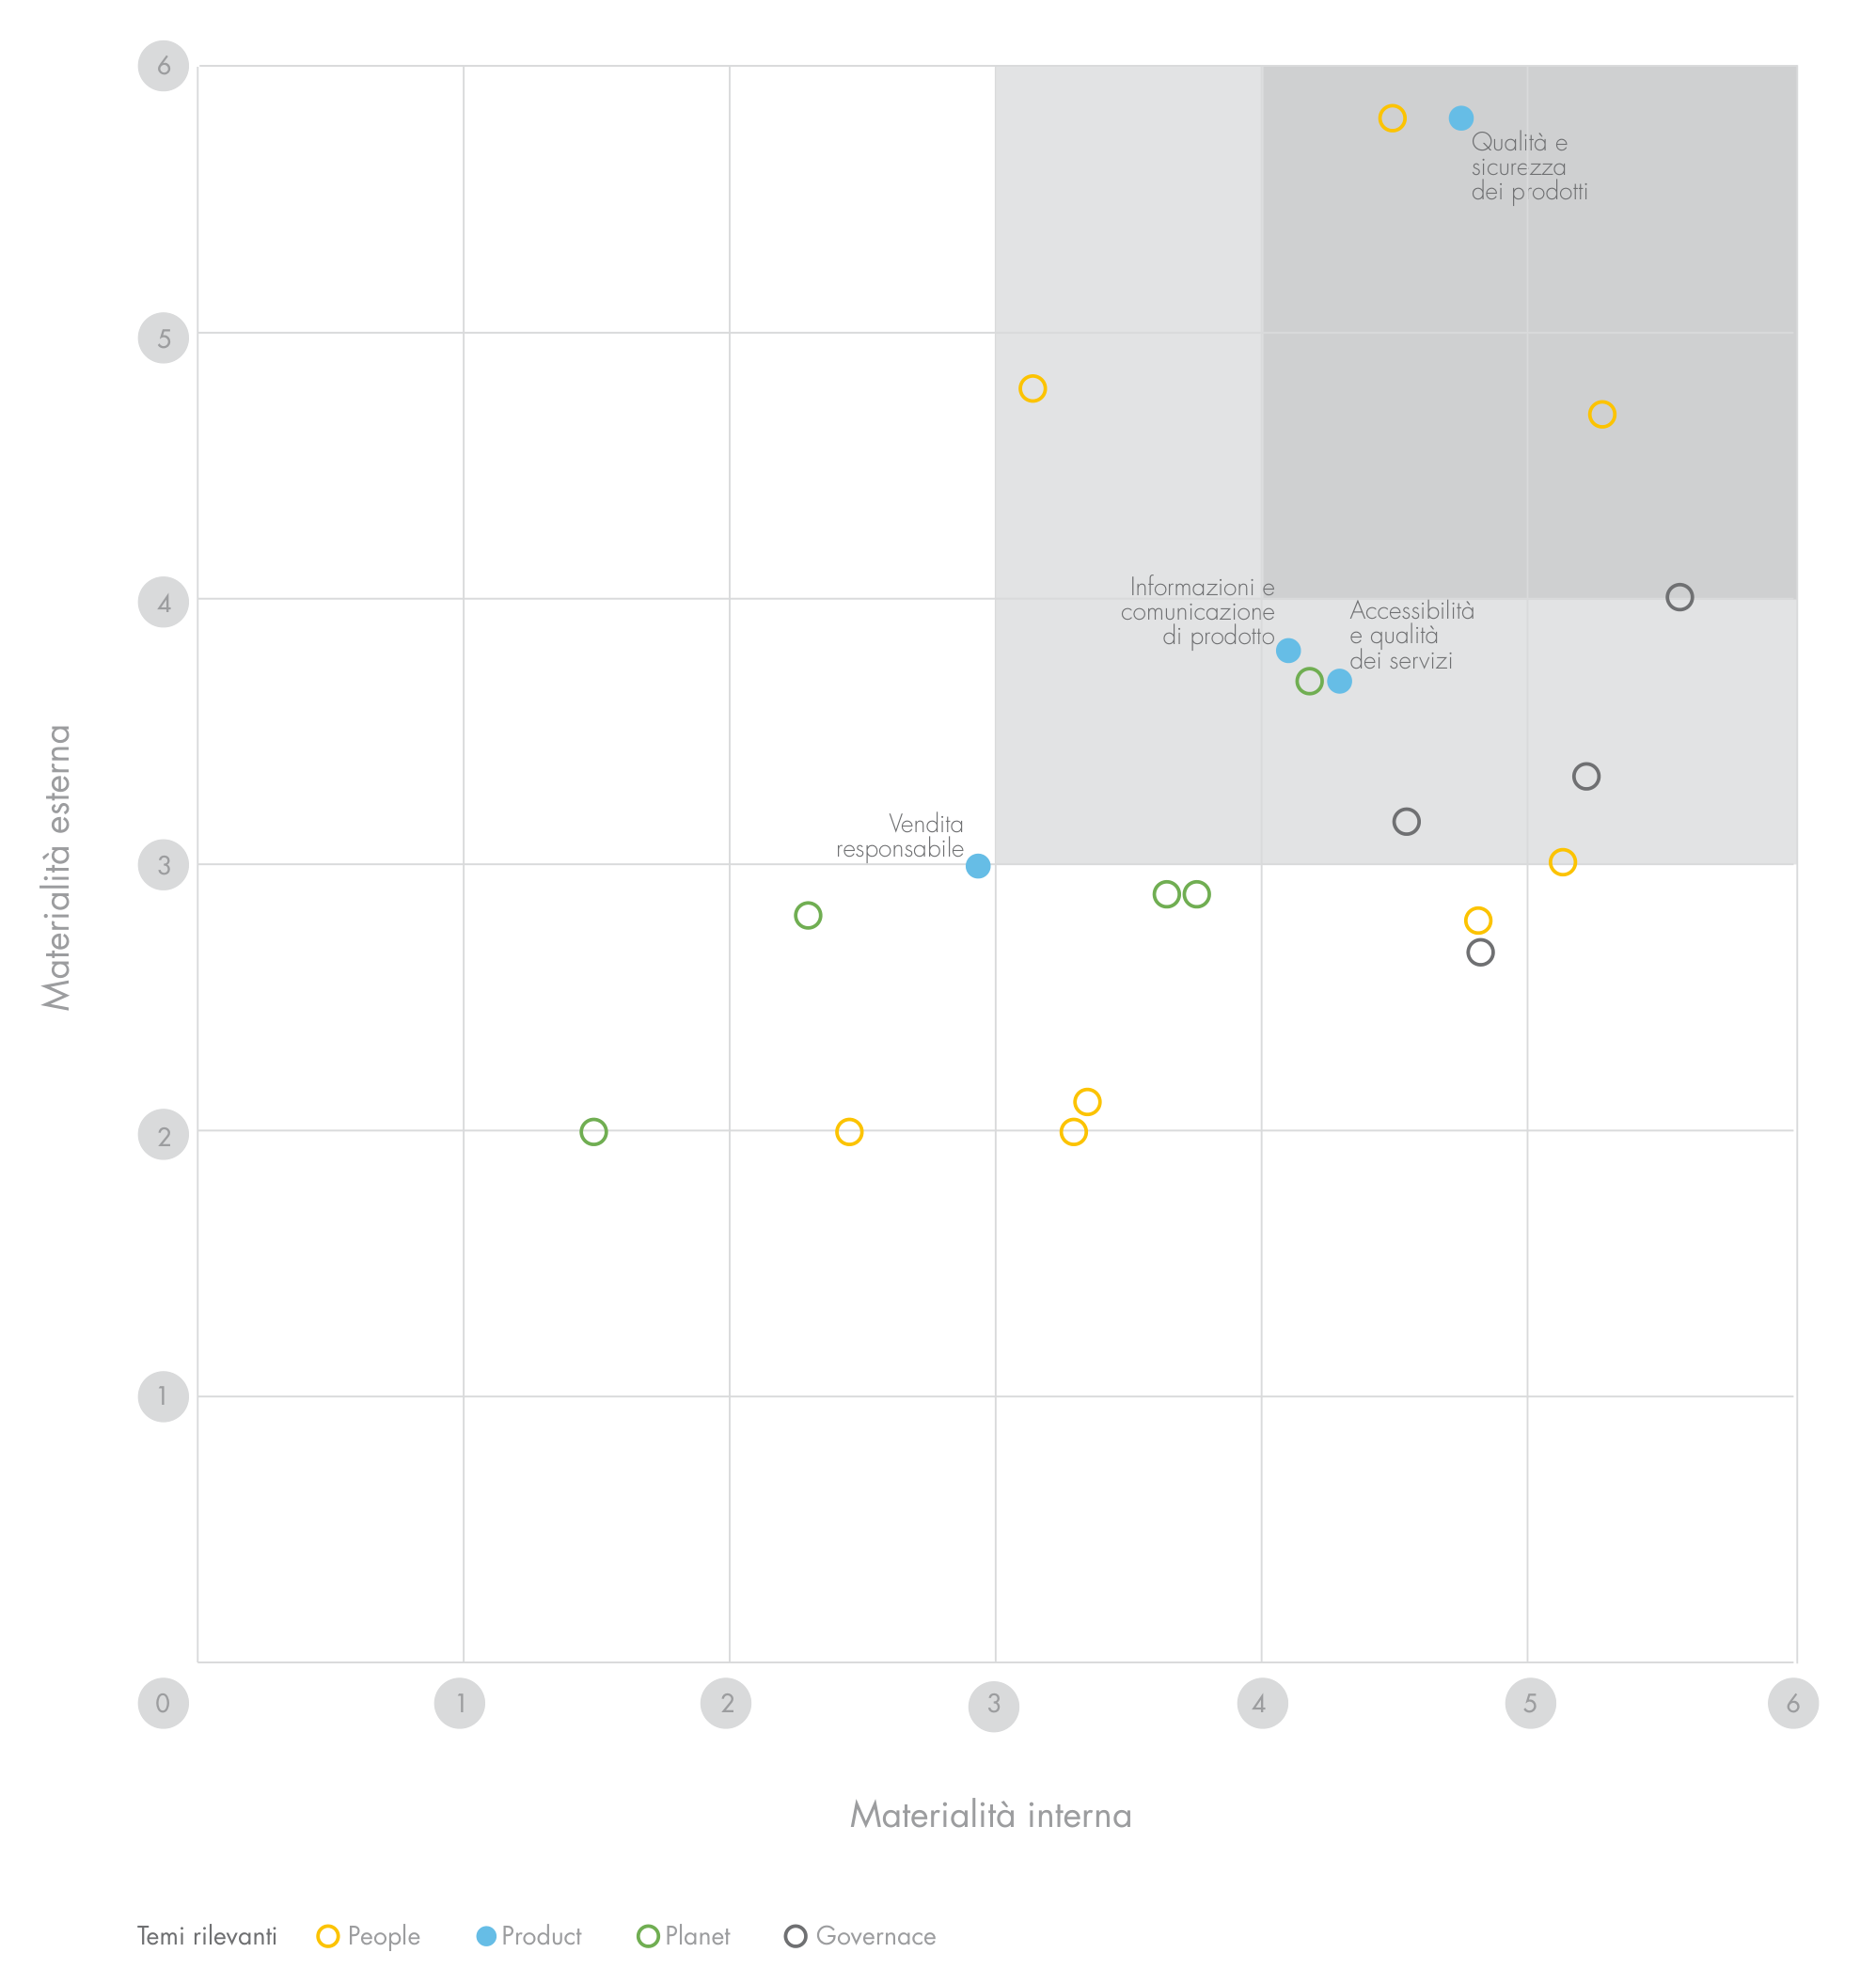 6
Qualità e
sicurezza
dei prodotti
5
Informazioni e
comunicazione
di prodotto
4
Accessibilità
e qualità
dei servizi
Materialità esterna
Vendita
responsabile
3
2
1
0 1 2 3 4 5 6
Materialità interna
Temi rilevanti People Product Planet Governace